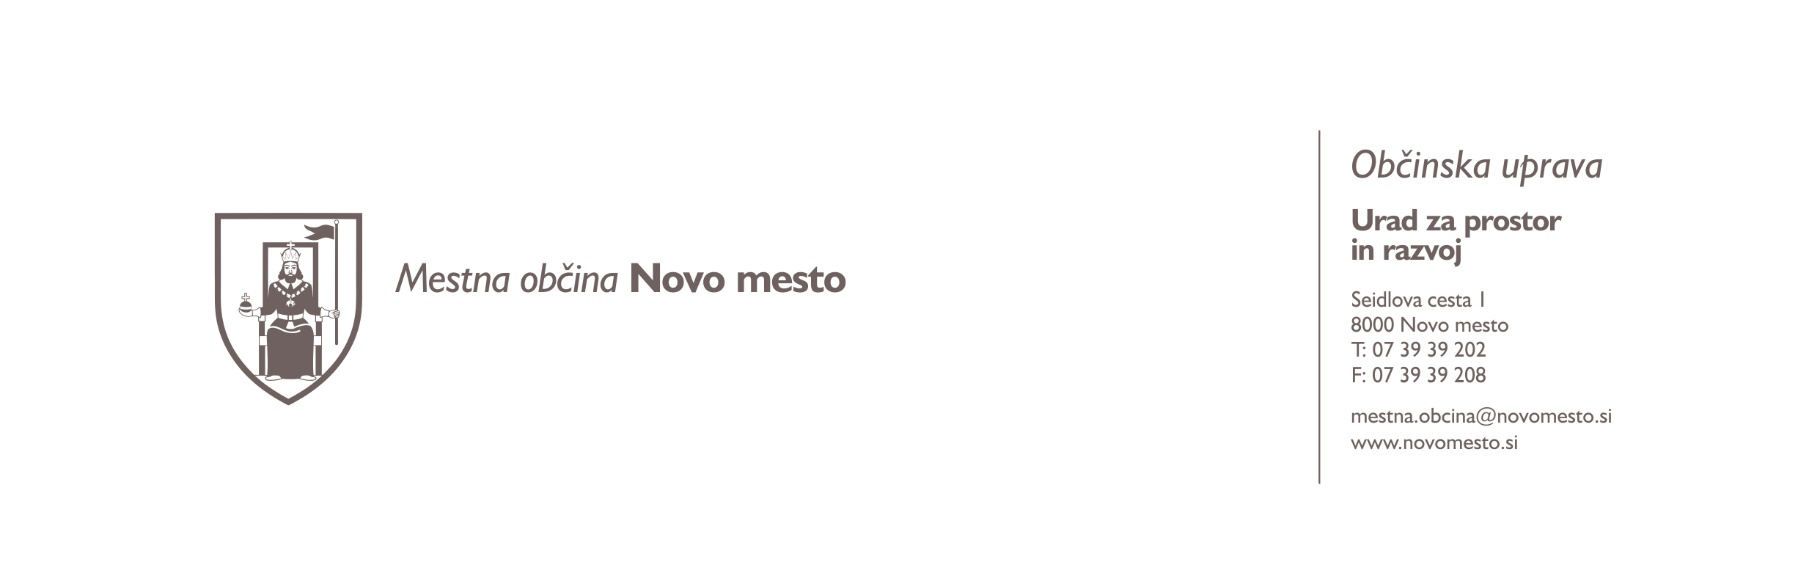 Mestna občina Novo mesto
Občinska uprava
Urad za prostor
in razvoj
Seidlova cesta 1
8000 Novo mesto
T: 07 39 39 202
F: 07 39 39 208
mestna.obcina@novomesto.si
www.novomesto.si